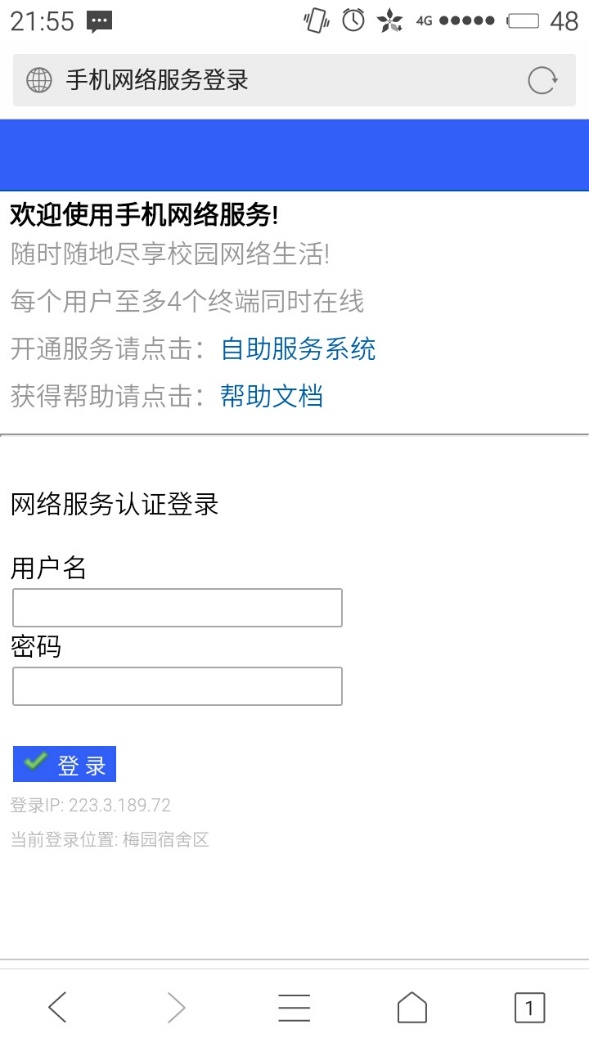 21:55 4G 48
手机网络服务登录
欢迎使用手机网络服务!
随时随地尽享校园网络生活!
每个用户至多4个终端同时在线
开通服务请点击：自助服务系统
获得帮助请点击：帮助文档
网络服务认证登录
用户名
密码
登 录
登录IP: 223.3.189.72
当前登录位置: 梅园宿舍区
1